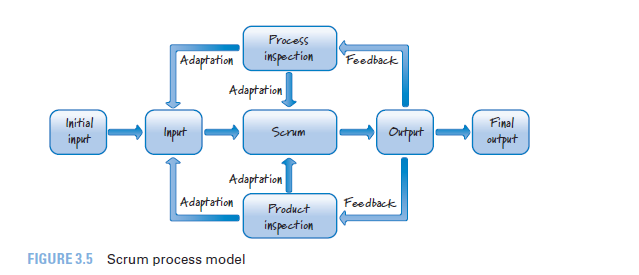 Process
inspection
Adaptation
Feedback
Adaptation
Initial
input
Input
Scrum
Output
Final
output
Adaptation
Adaptation
Feedback
Product
inspection
FIGURE 3.5 Scrum process model